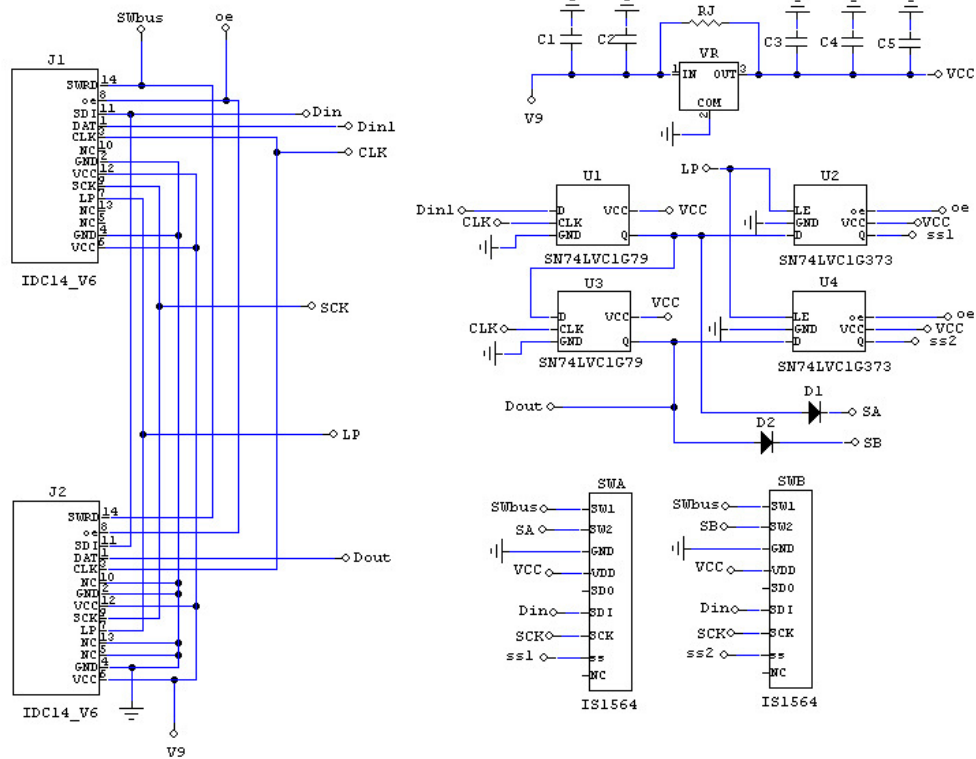 SWbus
oe
J1
SWRD 14
oe 8
SDI 11
DAT 1
CLK 3
NC 10
GND 2
VCC 12
SCK 9
LP 7
NC 13
NC 5
GND 4
VCC 6
IDC14_V6
Din
Din1
CLK
SCK
LP
J2
SWRD 14
oe 8
SDI 11
DAT 1
CLK 3
NC 10
GND 2
VCC 12
SCK 9
LP 7
NC 13
NC 5
GND 4
VCC 6
IDC14_V6
Dout
V9
C1
C2
RJ
C3
C4
C5
VR
1 IN OUT 3
COM
2
V9
VCC
LP
U1
Din1 D VCC VCC
CLK CLK
GND Q
SN74LVC1G79
U2
LE oe oe
GND VCC VCC
D Q ss1
SN74LVC1G373
U3
D VCC VCC
CLK CLK
GND Q
SN74LVC1G79
U4
LE oe oe
GND VCC VCC
D Q ss2
SN74LVC1G373
Dout
D1
SA
D2
SB
SWA
SWbus SW1
SA SW2
GND
VCC VDD
SDO
Din SDI
SCK SCK
ss1 ss
NC
IS1564
SWB
SWbus SW1
SB SW2
GND
VCC VDD
SDO
Din SDI
SCK SCK
ss2 ss
NC
IS1564